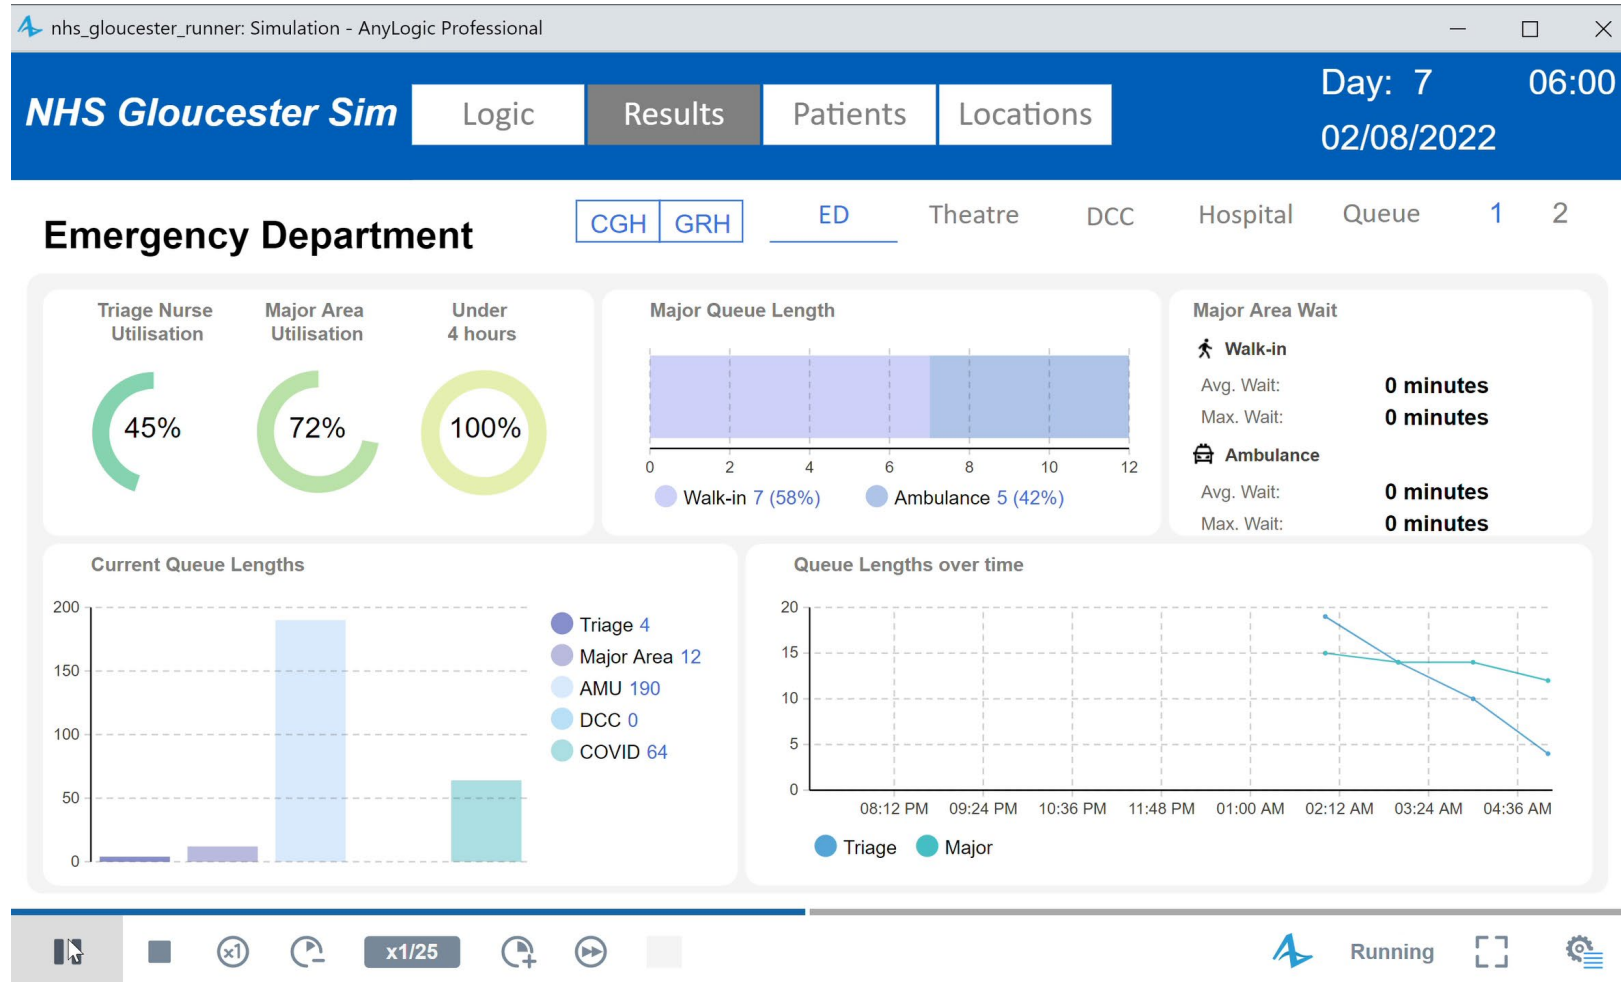 nhs_gloucester_runner: Simulation - AnyLogic Professional
NHS Gloucester Sim
Logic
Results
Patients
Locations
Day: 7
06:00
02/08/2022
Emergency Department
CGH
GRH
ED
Theatre
DCC
Hospital
Queue
1
2
Triage Nurse
Utilisation
Major Area
Utilisation
Under
4 hours
45%
72%
100%
Major Queue Length
0 2 4 6 8 10 12
Walk-in 7 (58%)
Ambulance 5 (42%)
Major Area Wait
Walk-in
Avg. Wait: 0 minutes
Max. Wait: 0 minutes
Ambulance
Avg. Wait: 0 minutes
Max. Wait: 0 minutes
Current Queue Lengths
200
150
100
50
0
Triage 4
Major Area 12
AMU 190
DCC 0
COVID 64
Queue Lengths over time
20
15
10
5
0
08:12 PM 09:24 PM 10:36 PM 11:48 PM 01:00 AM 02:12 AM 03:24 AM 04:36 AM
Triage
Major
x1
x1/25
Running